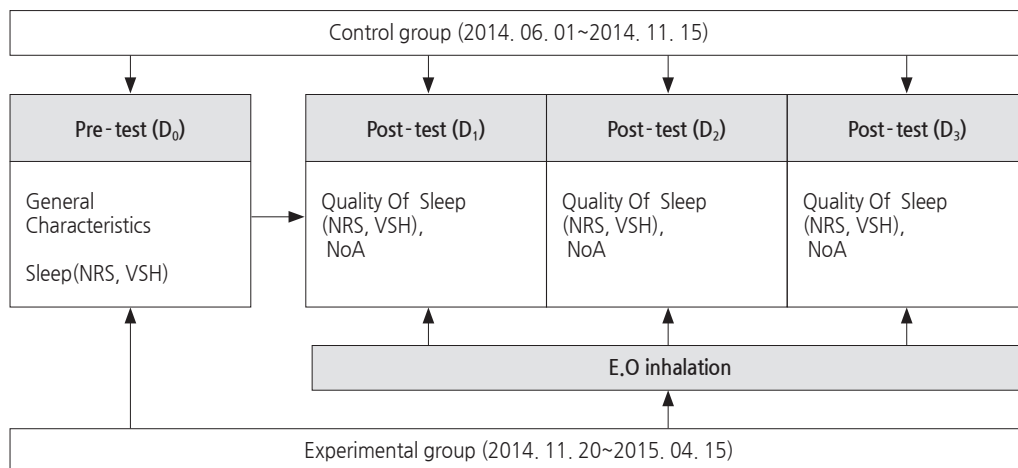 Control group (2014. 06. 01~2014. 11. 15)
Pre-test (D₀)
General
Characteristics
Sleep(NRS, VSH)
Post-test (D₁)
Quality Of Sleep
(NRS, VSH),
NoA
Post-test (D₂)
Quality Of Sleep
(NRS, VSH),
NoA
Post-test (D₃)
Quality Of Sleep
(NRS, VSH),
NoA
E.O inhalation
Experimental group (2014. 11. 20~2015. 04. 15)